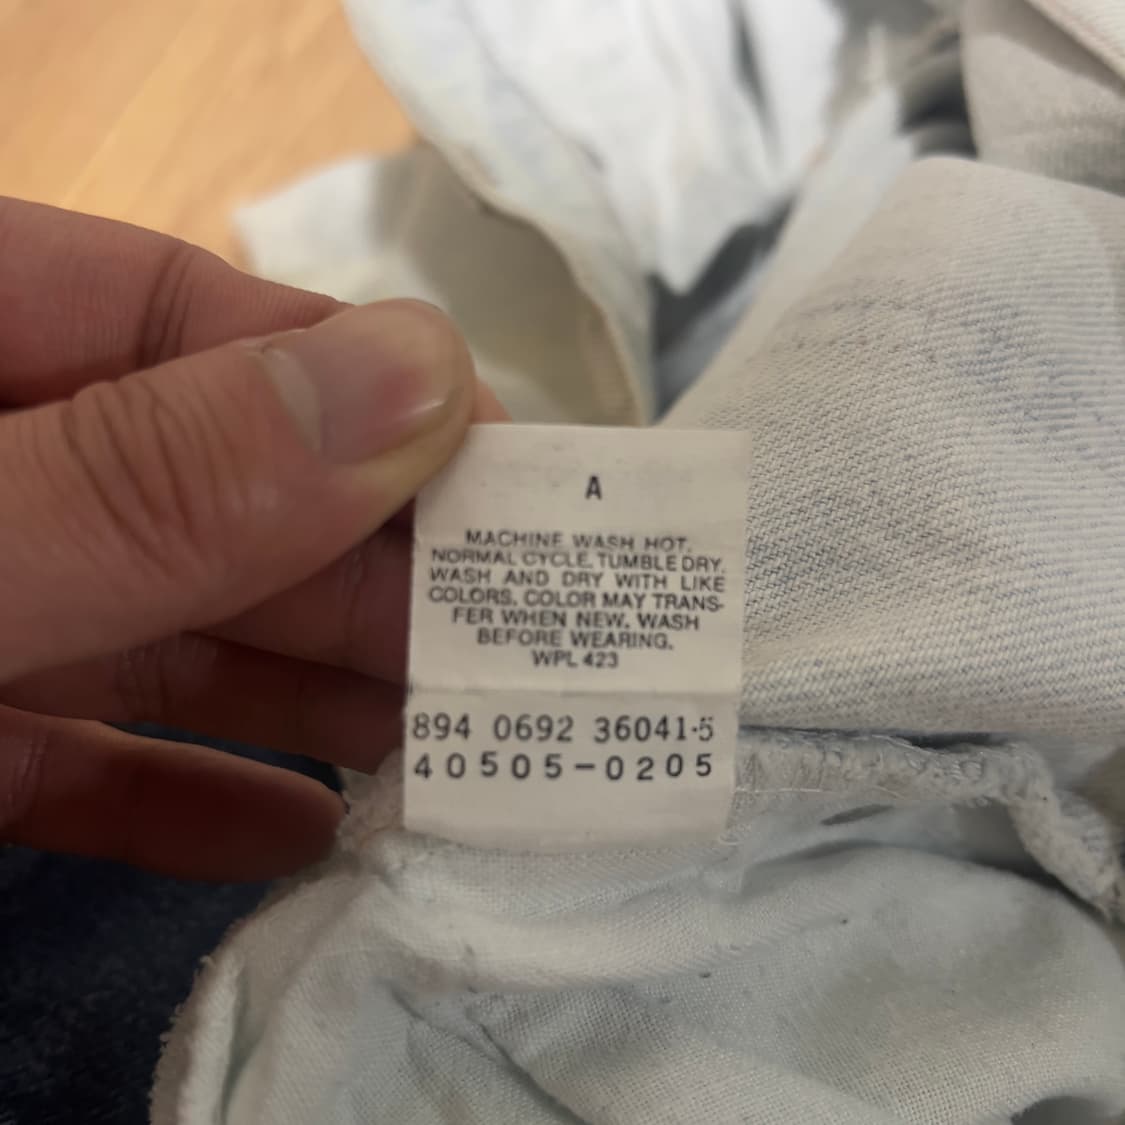 A
MACHINE WASH HOT.
NORMAL CYCLE. TUMBLE DRY.
WASH AND DRY WITH LIKE
COLORS. COLOR MAY TRANS-
FER WHEN NEW. WASH
BEFORE WEARING.
WPL 423
894 0692 36041·5
40505-0205